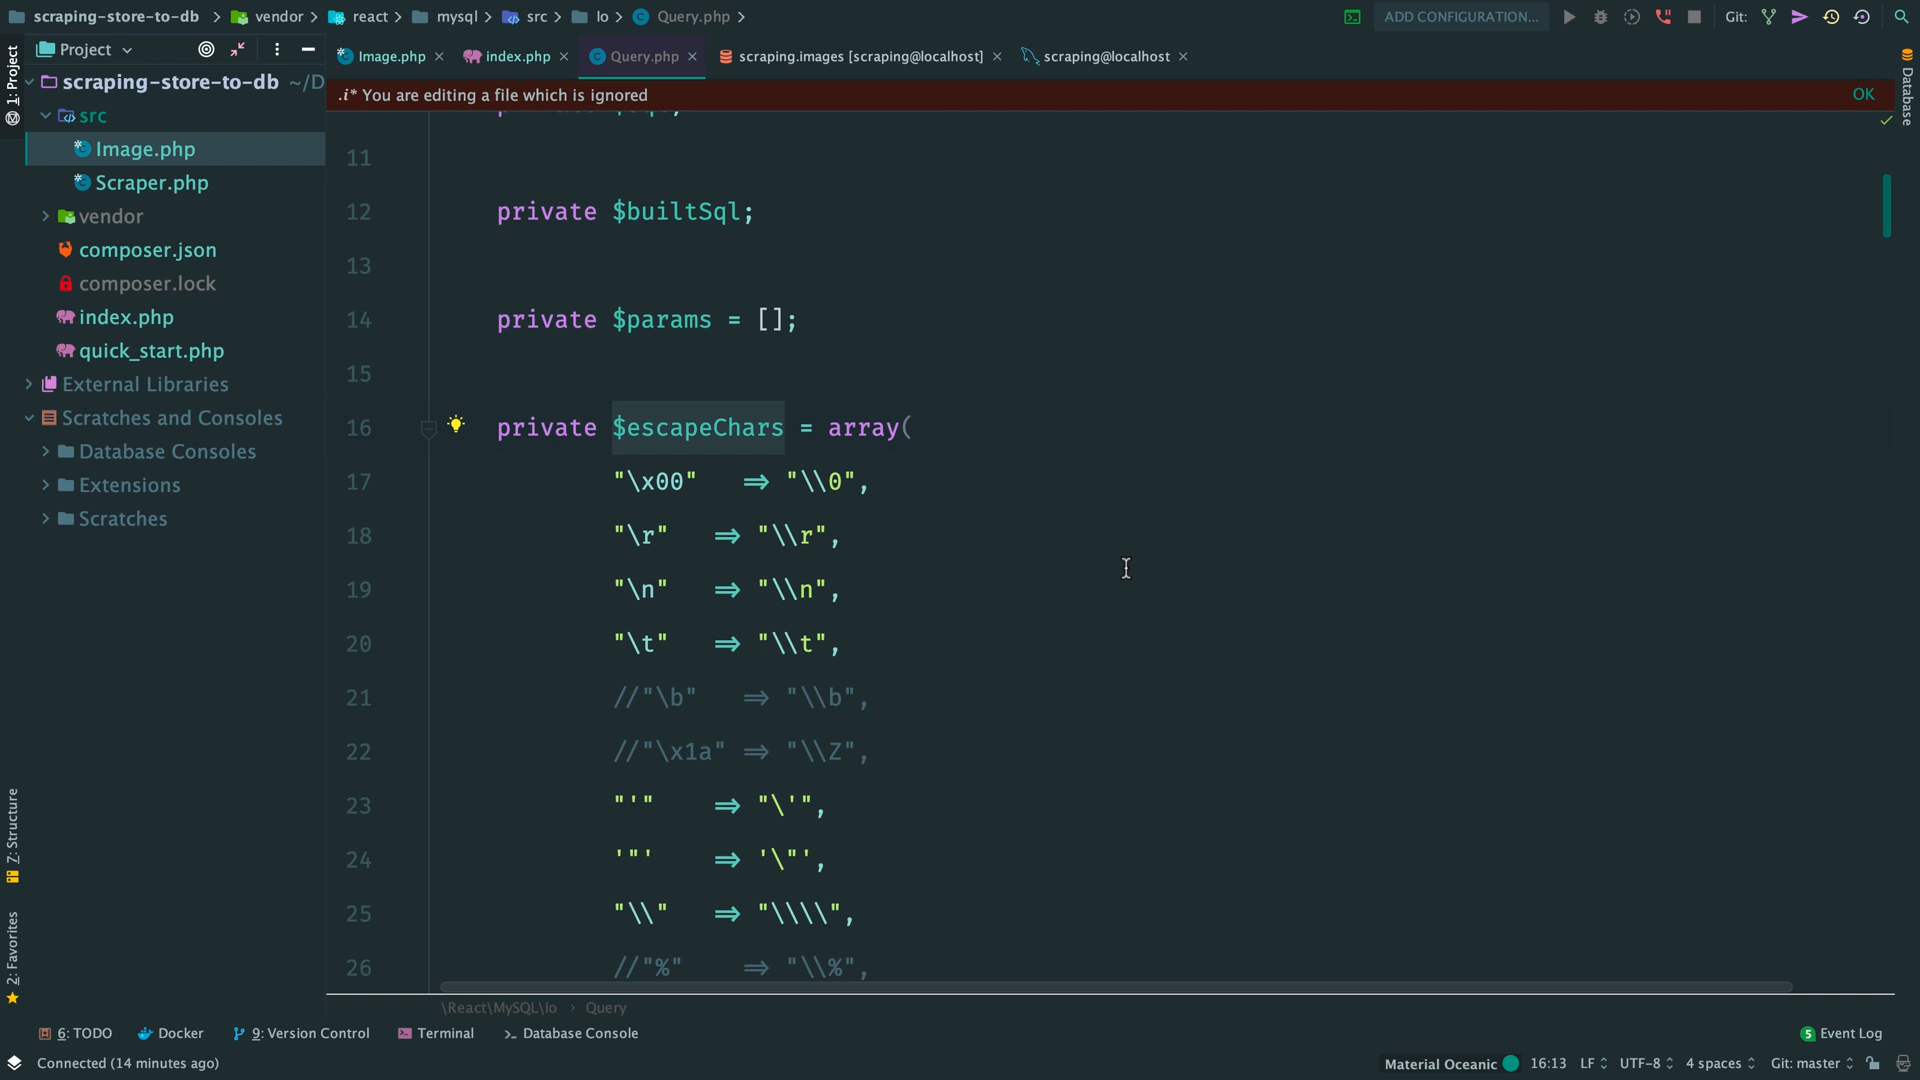 scraping-store-to-db > vendor > react > mysql > src > Io > Query.php >
ADD CONFIGURATION...
Git:
Project
Image.php
index.php
Query.php
scraping.images [scraping@localhost]
scraping@localhost
1: Project
Database
.i* You are editing a file which is ignored
OK
scraping-store-to-db ~/D
src
Image.php
Scraper.php
vendor
composer.json
composer.lock
index.php
quick_start.php
External Libraries
Scratches and Consoles
Database Consoles
Extensions
Scratches
11
12 private $builtSql;
13
14 private $params = [];
15
16 private $escapeChars = array(
17 "\x00" => "\\0",
18 "\r" => "\\r",
19 "\n" => "\\n",
20 "\t" => "\\t",
21 //"\b" => "\\b",
22 //"\x1a" => "\\Z",
23 "'" => "\'",
24 '"' => '\"',
25 "\\" => "\\\\",
26 //"%" => "\\%",
Z: Structure
2: Favorites
\React\MySQL\Io > Query
6: TODO
Docker
9: Version Control
Terminal
Database Console
5 Event Log
Connected (14 minutes ago)
Material Oceanic
16:13
LF
UTF-8
4 spaces
Git: master